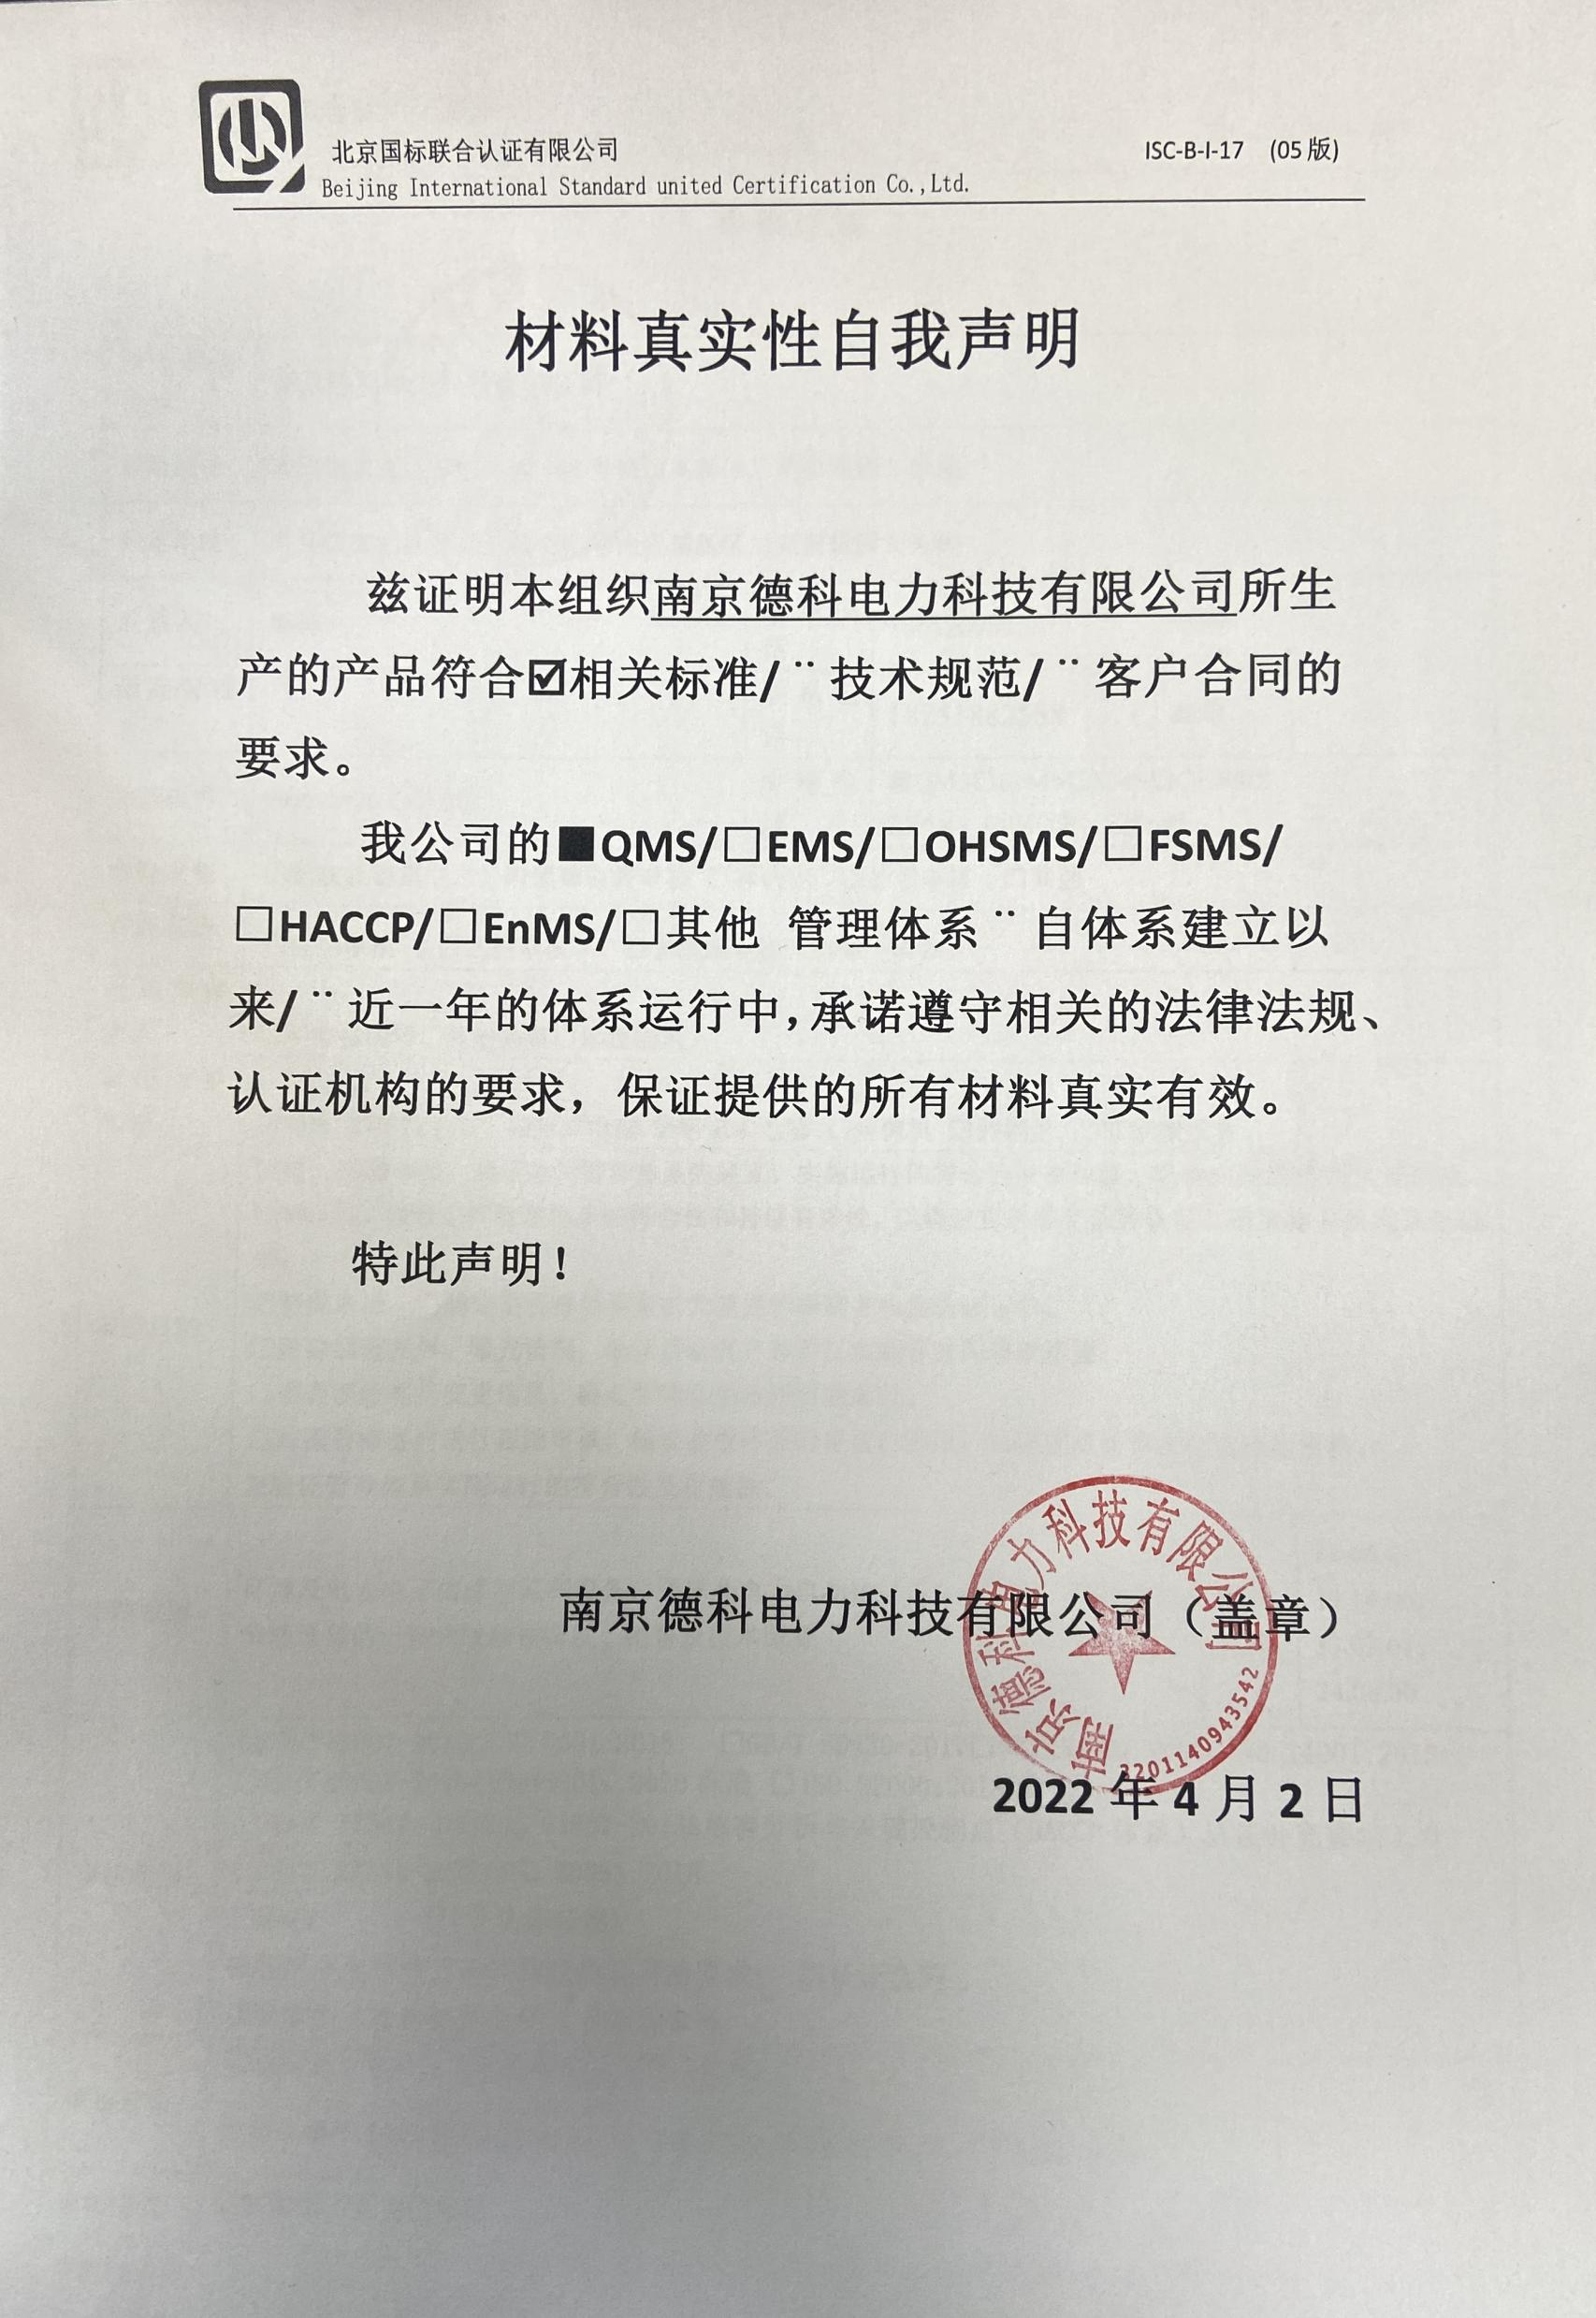 北京国标联合认证有限公司
ISC-B-I-17 (05版)
Beijing International Standard united Certification Co.,Ltd.
材料真实性自我声明
兹证明本组织南京德科电力科技有限公司所生
产的产品符合☑相关标准/¨技术规范/¨客户合同的
要求。
我公司的■QMS/□EMS/□OHSMS/□FSMS/
□HACCP/□EnMS/□其他 管理体系¨自体系建立以
来/¨近一年的体系运行中,承诺遵守相关的法律法规、
认证机构的要求，保证提供的所有材料真实有效。
特此声明！
南京德科电力科技有限公司（盖章）
南京德科电力科技有限公司
3201140943542
2022 年 4 月 2 日